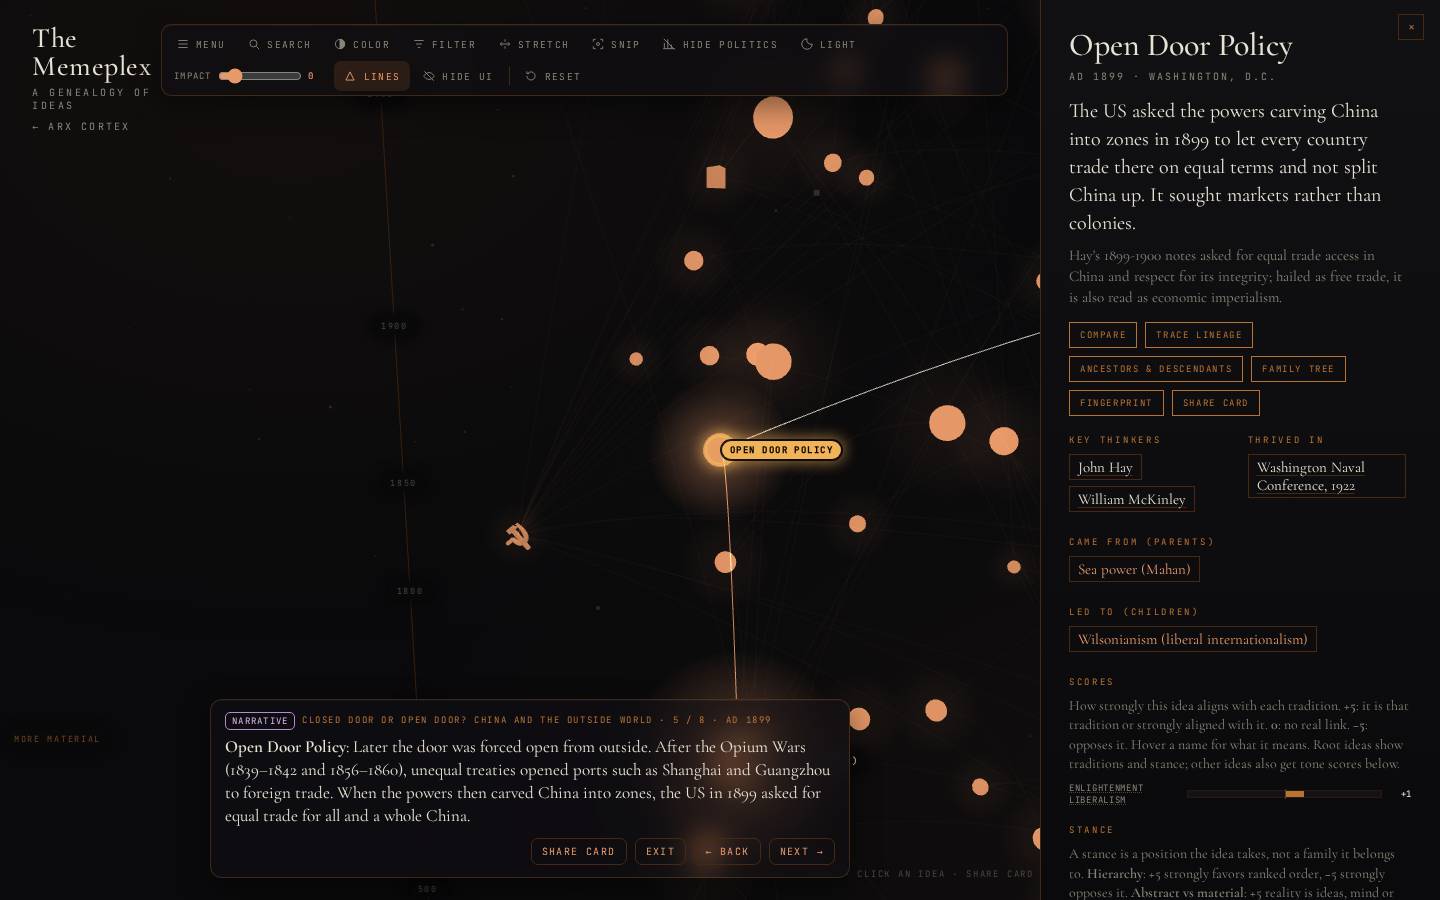 The
Memeplex
A GENEALOGY OF
IDEAS
← ARX CORTEX
MENU
SEARCH
COLOR
FILTER
STRETCH
SNIP
HIDE POLITICS
LIGHT
IMPACT
0
LINES
HIDE UI
RESET
1900
1850
1800
500
OPEN DOOR POLICY
MORE MATERIAL
NARRATIVE CLOSED DOOR OR OPEN DOOR? CHINA AND THE OUTSIDE WORLD · 5 / 8 · AD 1899
Open Door Policy: Later the door was forced open from outside. After the Opium Wars
(1839–1842 and 1856–1860), unequal treaties opened ports such as Shanghai and Guangzhou
to foreign trade. When the powers then carved China into zones, the US in 1899 asked for
equal trade for all and a whole China.
SHARE CARD
EXIT
← BACK
NEXT →
CLICK AN IDEA · SHARE CARD
×
Open Door Policy
AD 1899 · WASHINGTON, D.C.
The US asked the powers carving China
into zones in 1899 to let every country
trade there on equal terms and not split
China up. It sought markets rather than
colonies.
Hay's 1899-1900 notes asked for equal trade access in
China and respect for its integrity; hailed as free trade, it
is also read as economic imperialism.
COMPARE
TRACE LINEAGE
ANCESTORS & DESCENDANTS
FAMILY TREE
FINGERPRINT
SHARE CARD
KEY THINKERS
John Hay
William McKinley
THRIVED IN
Washington Naval
Conference, 1922
CAME FROM (PARENTS)
Sea power (Mahan)
LED TO (CHILDREN)
Wilsonianism (liberal internationalism)
SCORES
How strongly this idea aligns with each tradition. +5: it is that
tradition or strongly aligned with it. 0: no real link. −5:
opposes it. Hover a name for what it means. Root ideas show
traditions and stance; other ideas also get tone scores below.
ENLIGHTENMENT
LIBERALISM
+1
STANCE
A stance is a position the idea takes, not a family it belongs
to. Hierarchy: +5 strongly favors ranked order, −5 strongly
opposes it. Abstract vs material: +5 reality is ideas, mind or